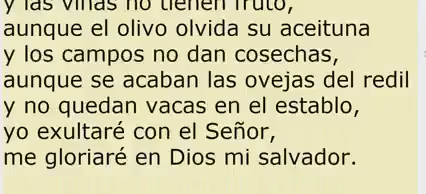 y las viñas no tienen fruto,
aunque el olivo olvida su aceituna
y los campos no dan cosechas,
aunque se acaban las ovejas del redil
y no quedan vacas en el establo,
yo exultaré con el Señor,
me gloriaré en Dios mi salvador.